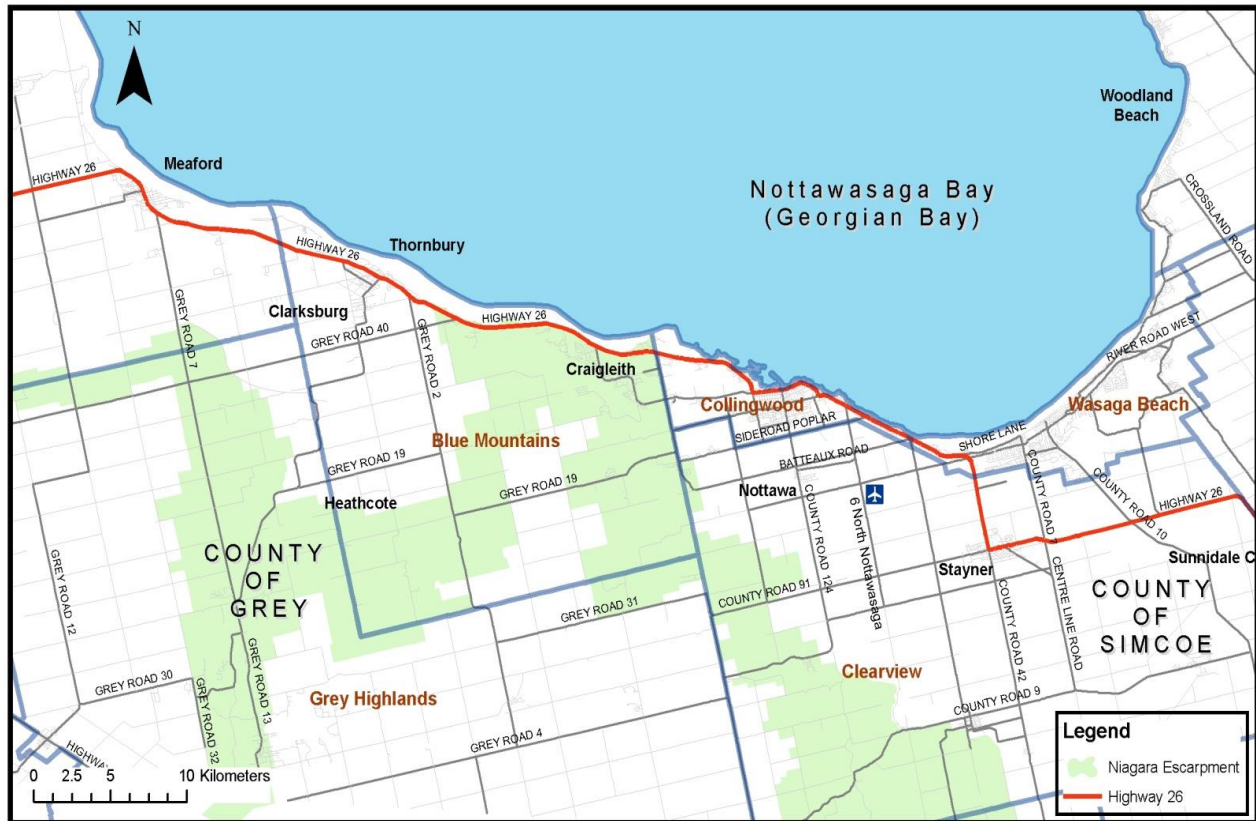 N
Woodland
Beach
Meaford
HIGHWAY 26
Nottawasaga Bay
(Georgian Bay)
CROSSLAND ROAD
HIGHWAY 26
Thornbury
Clarksburg
GREY ROAD 7
GREY ROAD 40
GREY ROAD 2
HIGHWAY 26
Craigleith
RIVER ROAD WEST
Collingwood
Wasaga Beach
SIDEROAD POPLAR
SHORE LANE
Blue Mountains
BATTEAUX ROAD
GREY ROAD 19
GREY ROAD 19
Nottawa
Heathcote
COUNTY ROAD 124
6 North Nottawasaga
COUNTY ROAD 7
COUNTY ROAD 10
HIGHWAY 26
COUNTY
OF
GREY
GREY ROAD 12
Stayner
Sunnidale C
COUNTY ROAD 91
GREY ROAD 31
COUNTY ROAD 42
CENTRE LINE ROAD
COUNTY
OF
SIMCOE
GREY ROAD 30
GREY ROAD 32
GREY ROAD 13
Grey Highlands
Clearview
COUNTY ROAD 9
GREY ROAD 4
HIGHWAY
0 2.5 5 10 Kilometers
Legend
Niagara Escarpment
Highway 26